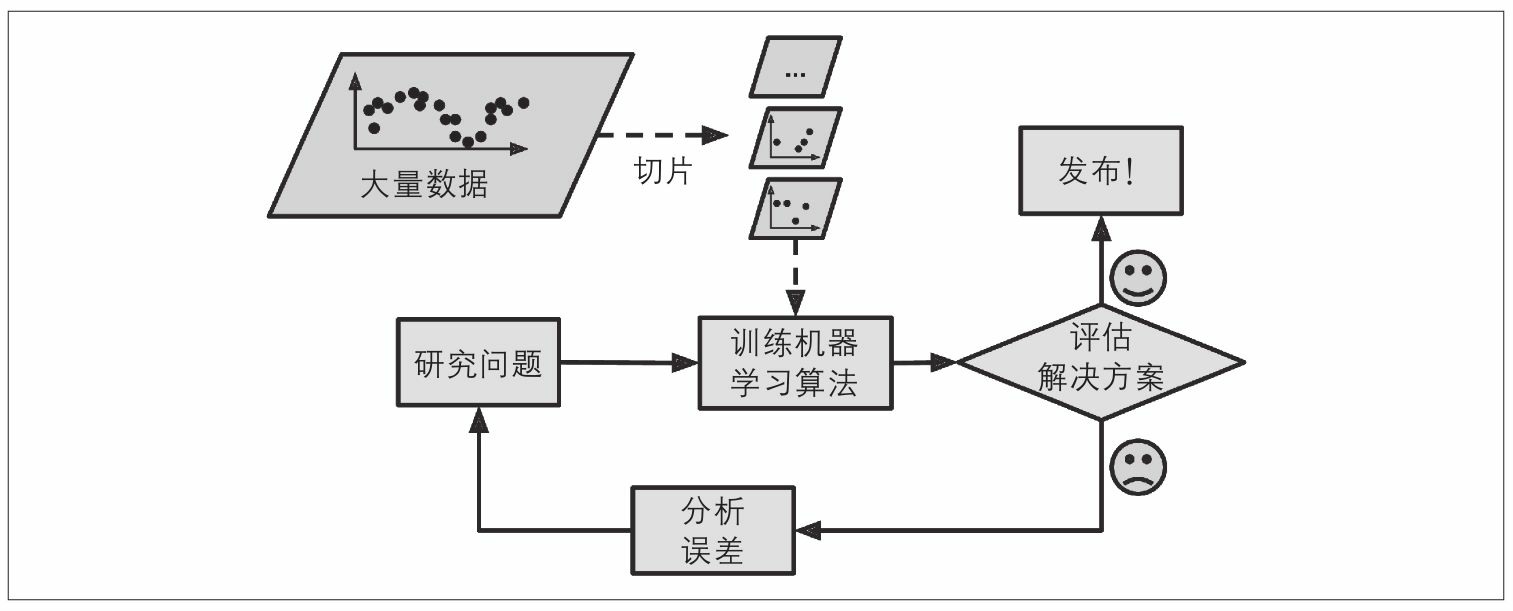 ...
大量数据
切片
发布!
研究问题
训练机器
学习算法
评估
解决方案
分析
误差